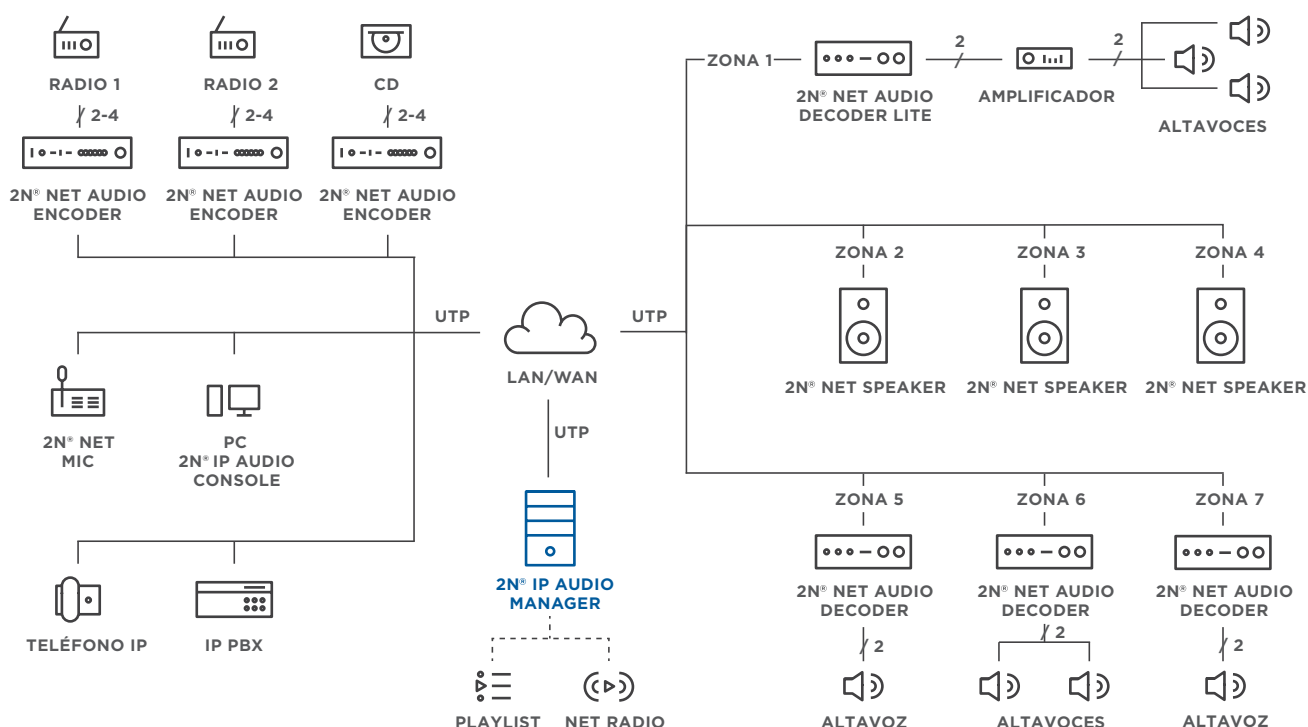 RADIO 1
RADIO 2
CD
2-4
2-4
2-4
2N® NET AUDIO
ENCODER
2N® NET AUDIO
ENCODER
2N® NET AUDIO
ENCODER
ZONA 1
2N® NET AUDIO
DECODER LITE
2
AMPLIFICADOR
2
ALTAVOCES
UTP
LAN/WAN
UTP
ZONA 2
ZONA 3
ZONA 4
2N® NET SPEAKER
2N® NET SPEAKER
2N® NET SPEAKER
2N® NET
MIC
PC
2N® IP AUDIO
CONSOLE
UTP
2N® IP AUDIO
MANAGER
PLAYLIST
NET RADIO
TELÉFONO IP
IP PBX
ZONA 5
ZONA 6
ZONA 7
2N® NET AUDIO
DECODER
2N® NET AUDIO
DECODER
2N® NET AUDIO
DECODER
2
2
2
ALTAVOZ
ALTAVOCES
ALTAVOZ